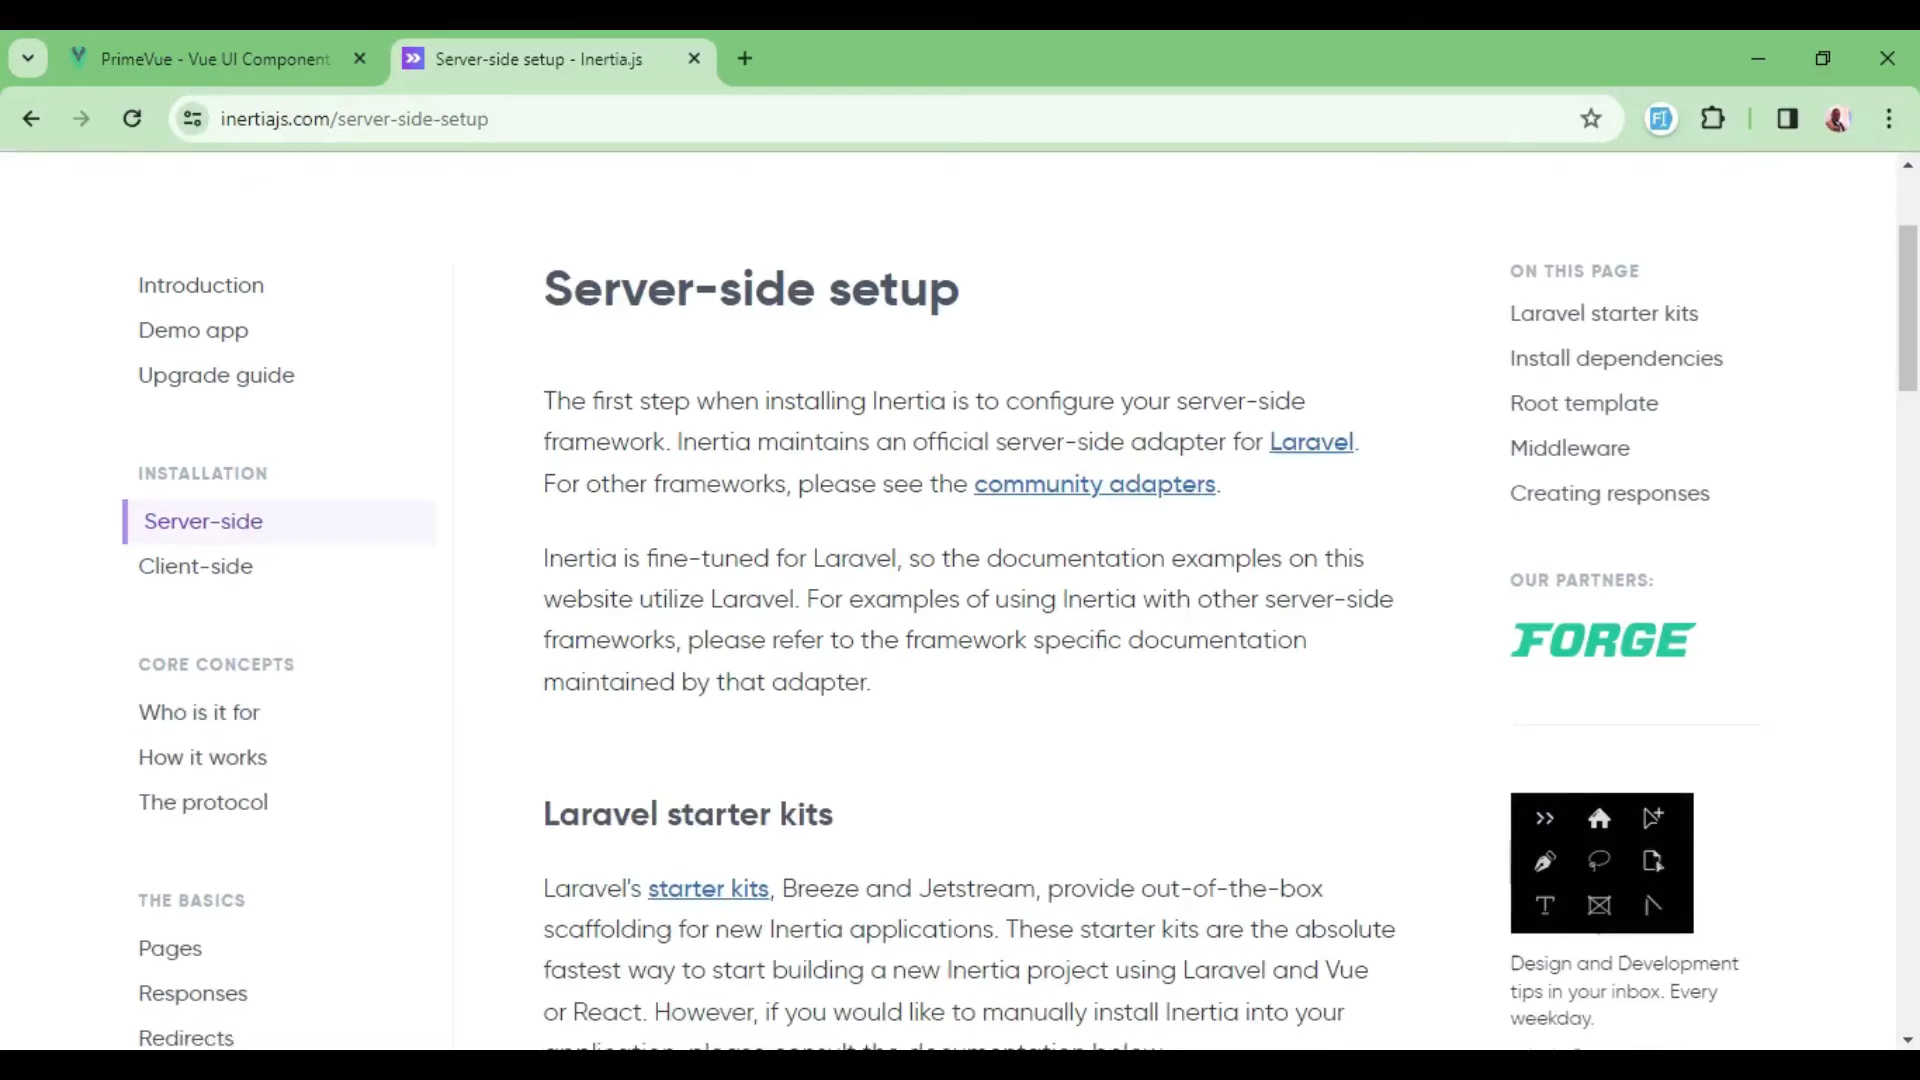 PrimeVue - Vue UI Component
Server-side setup - Inertia.js
inertiajs.com/server-side-setup
Introduction
Demo app
Upgrade guide
INSTALLATION
Server-side
Client-side
CORE CONCEPTS
Who is it for
How it works
The protocol
THE BASICS
Pages
Responses
Redirects
Server-side setup
The first step when installing Inertia is to configure your server-side
framework. Inertia maintains an official server-side adapter for Laravel.
For other frameworks, please see the community adapters.
Inertia is fine-tuned for Laravel, so the documentation examples on this
website utilize Laravel. For examples of using Inertia with other server-side
frameworks, please refer to the framework specific documentation
maintained by that adapter.
Laravel starter kits
Laravel's starter kits, Breeze and Jetstream, provide out-of-the-box
scaffolding for new Inertia applications. These starter kits are the absolute
fastest way to start building a new Inertia project using Laravel and Vue
or React. However, if you would like to manually install Inertia into your
application, please consult the documentation below.
ON THIS PAGE
Laravel starter kits
Install dependencies
Root template
Middleware
Creating responses
OUR PARTNERS:
FORGE
Design and Development
tips in your inbox. Every
weekday.